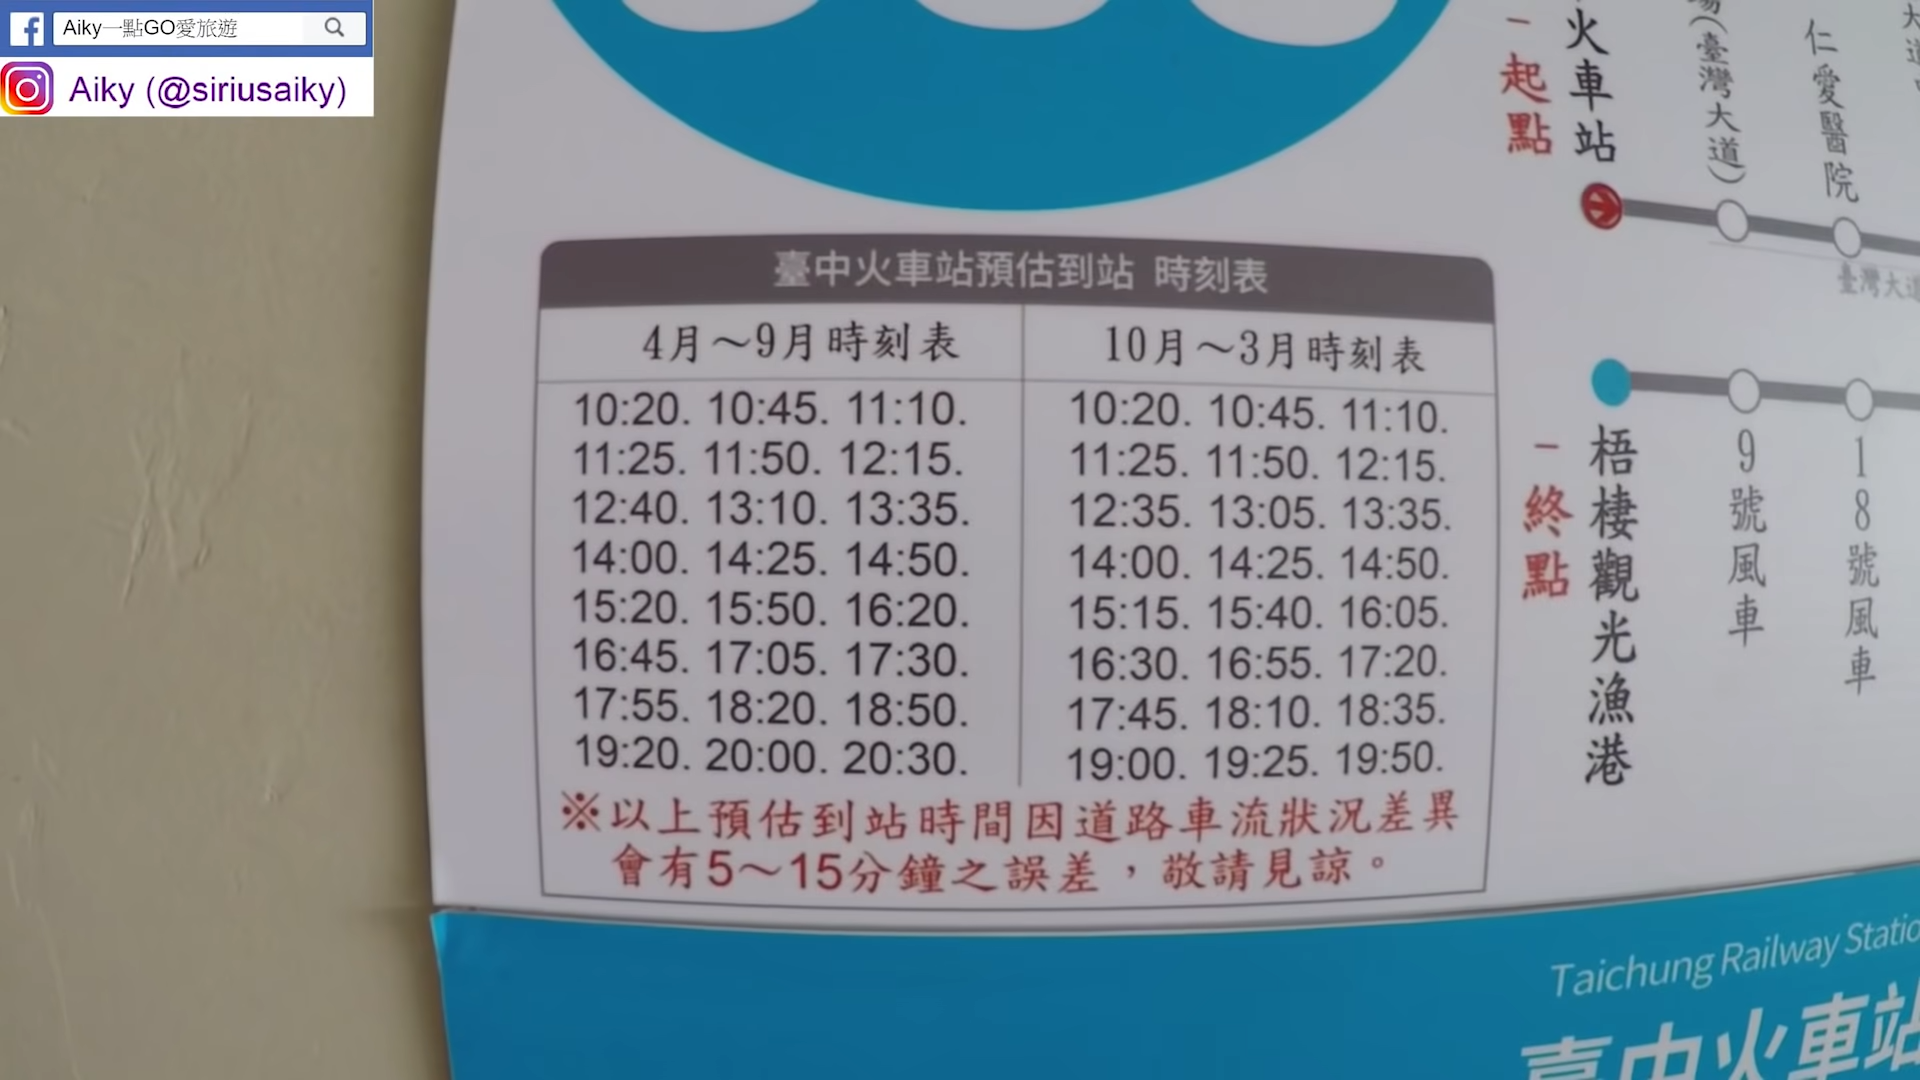 Aiky一點GO愛旅遊
Aiky (@siriusaiky)
臺中火車站預估到站 時刻表
4月～9月時刻表
10:20. 10:45. 11:10.
11:25. 11:50. 12:15.
12:40. 13:10. 13:35.
14:00. 14:25. 14:50.
15:20. 15:50. 16:20.
16:45. 17:05. 17:30.
17:55. 18:20. 18:50.
19:20. 20:00. 20:30.
10月～3月時刻表
10:20. 10:45. 11:10.
11:25. 11:50. 12:15.
12:35. 13:05. 13:35.
14:00. 14:25. 14:50.
15:15. 15:40. 16:05.
16:30. 16:55. 17:20.
17:45. 18:10. 18:35.
19:00. 19:25. 19:50.
※以上預估到站時間因道路車流狀況差異
會有5～15分鐘之誤差，敬請見諒。
－起點
火車站
(臺灣大道)
仁愛醫院
臺灣大道
－終點
梧棲觀光漁港
9號風車
18號風車
Taichung Railway Statio
臺中火車站